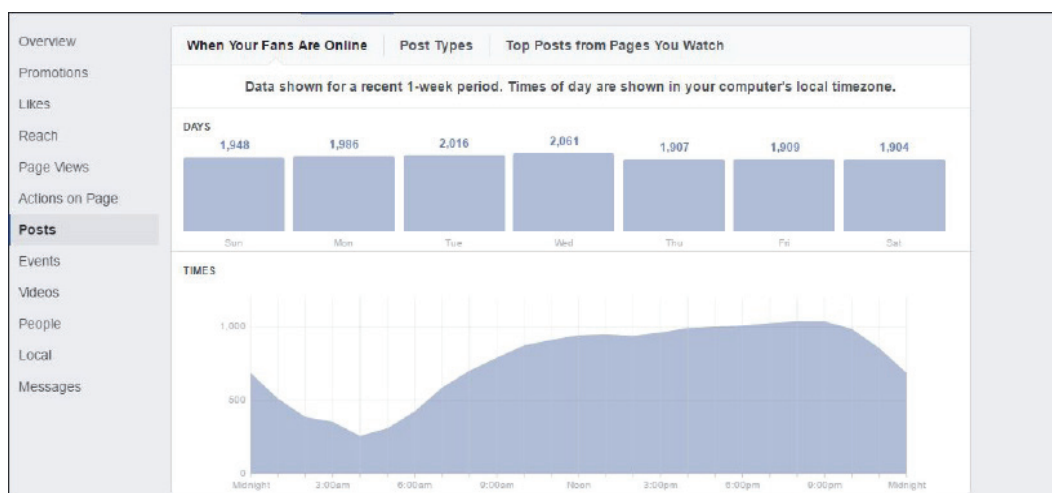 Overview
Promotions
Likes
Reach
Page Views
Actions on Page
Posts
Events
Videos
People
Local
Messages
When Your Fans Are Online Post Types Top Posts from Pages You Watch
Data shown for a recent 1-week period. Times of day are shown in your computer's local timezone.
DAYS
1,948 1,986 2,016 2,061 1,907 1,909 1,904
Sun Mon Tue Wed Thu Fri Sat
TIMES
1,000
500
0
Midnight 3:00am 6:00am 9:00am Noon 3:00pm 6:00pm 9:00pm Midnight